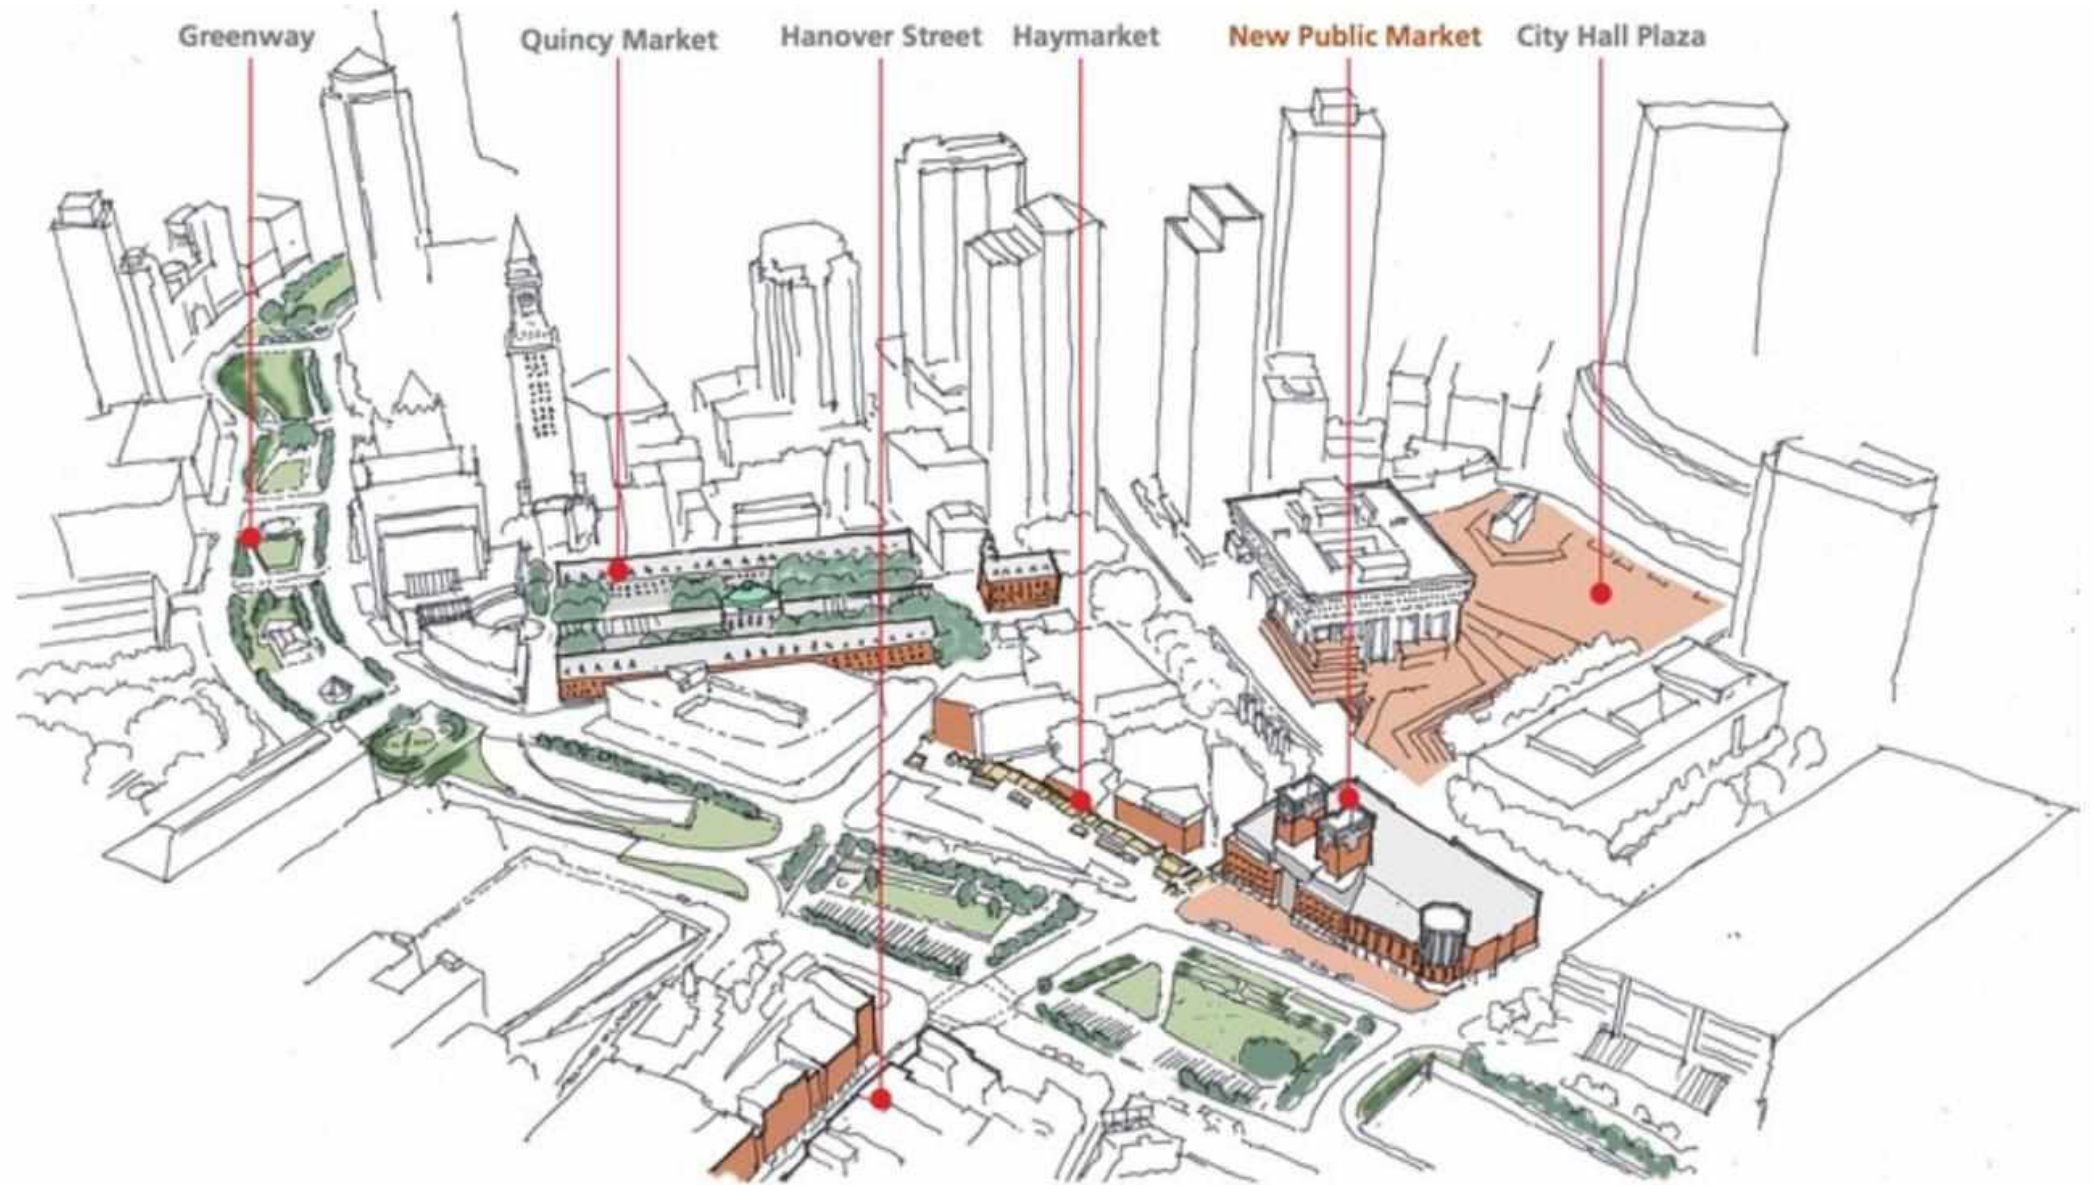 Greenway
Quincy Market
Hanover Street
Haymarket
New Public Market
City Hall Plaza